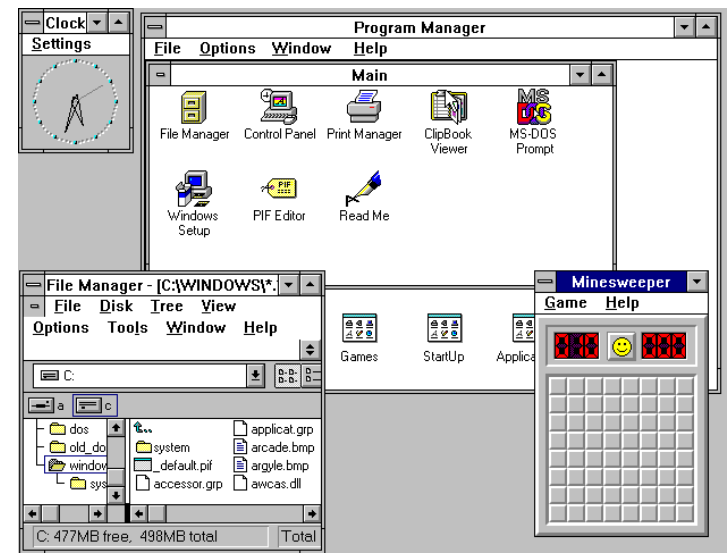 Clock
Settings
Program Manager
File Options Window Help
Main
File Manager
Control Panel
Print Manager
ClipBook
Viewer
MS-DOS
Prompt
MS
DOS
Windows
Setup
PIF
PIF Editor
Read Me
File Manager - [C:\WINDOWS\*.
File Disk Tree View
Options Tools Window Help
C:
a c
dos
old_do
window
sys
system
_default.pif
accessor.grp
applicat.grp
arcade.bmp
argyle.bmp
awcas.dll
C: 477MB free, 498MB total
Total
Games
StartUp
Applica
Minesweeper
Game Help